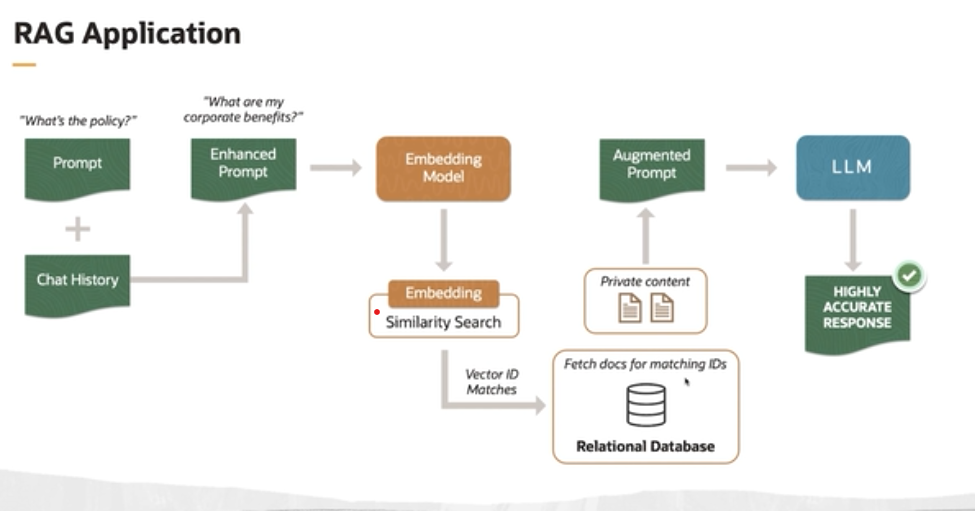 RAG Application
"What's the policy?"
Prompt
Chat History
"What are my
corporate benefits?"
Enhanced
Prompt
Embedding
Model
Embedding
Similarity Search
Vector ID
Matches
Fetch docs for matching IDs
Relational Database
Private content
Augmented
Prompt
LLM
HIGHLY
ACCURATE
RESPONSE